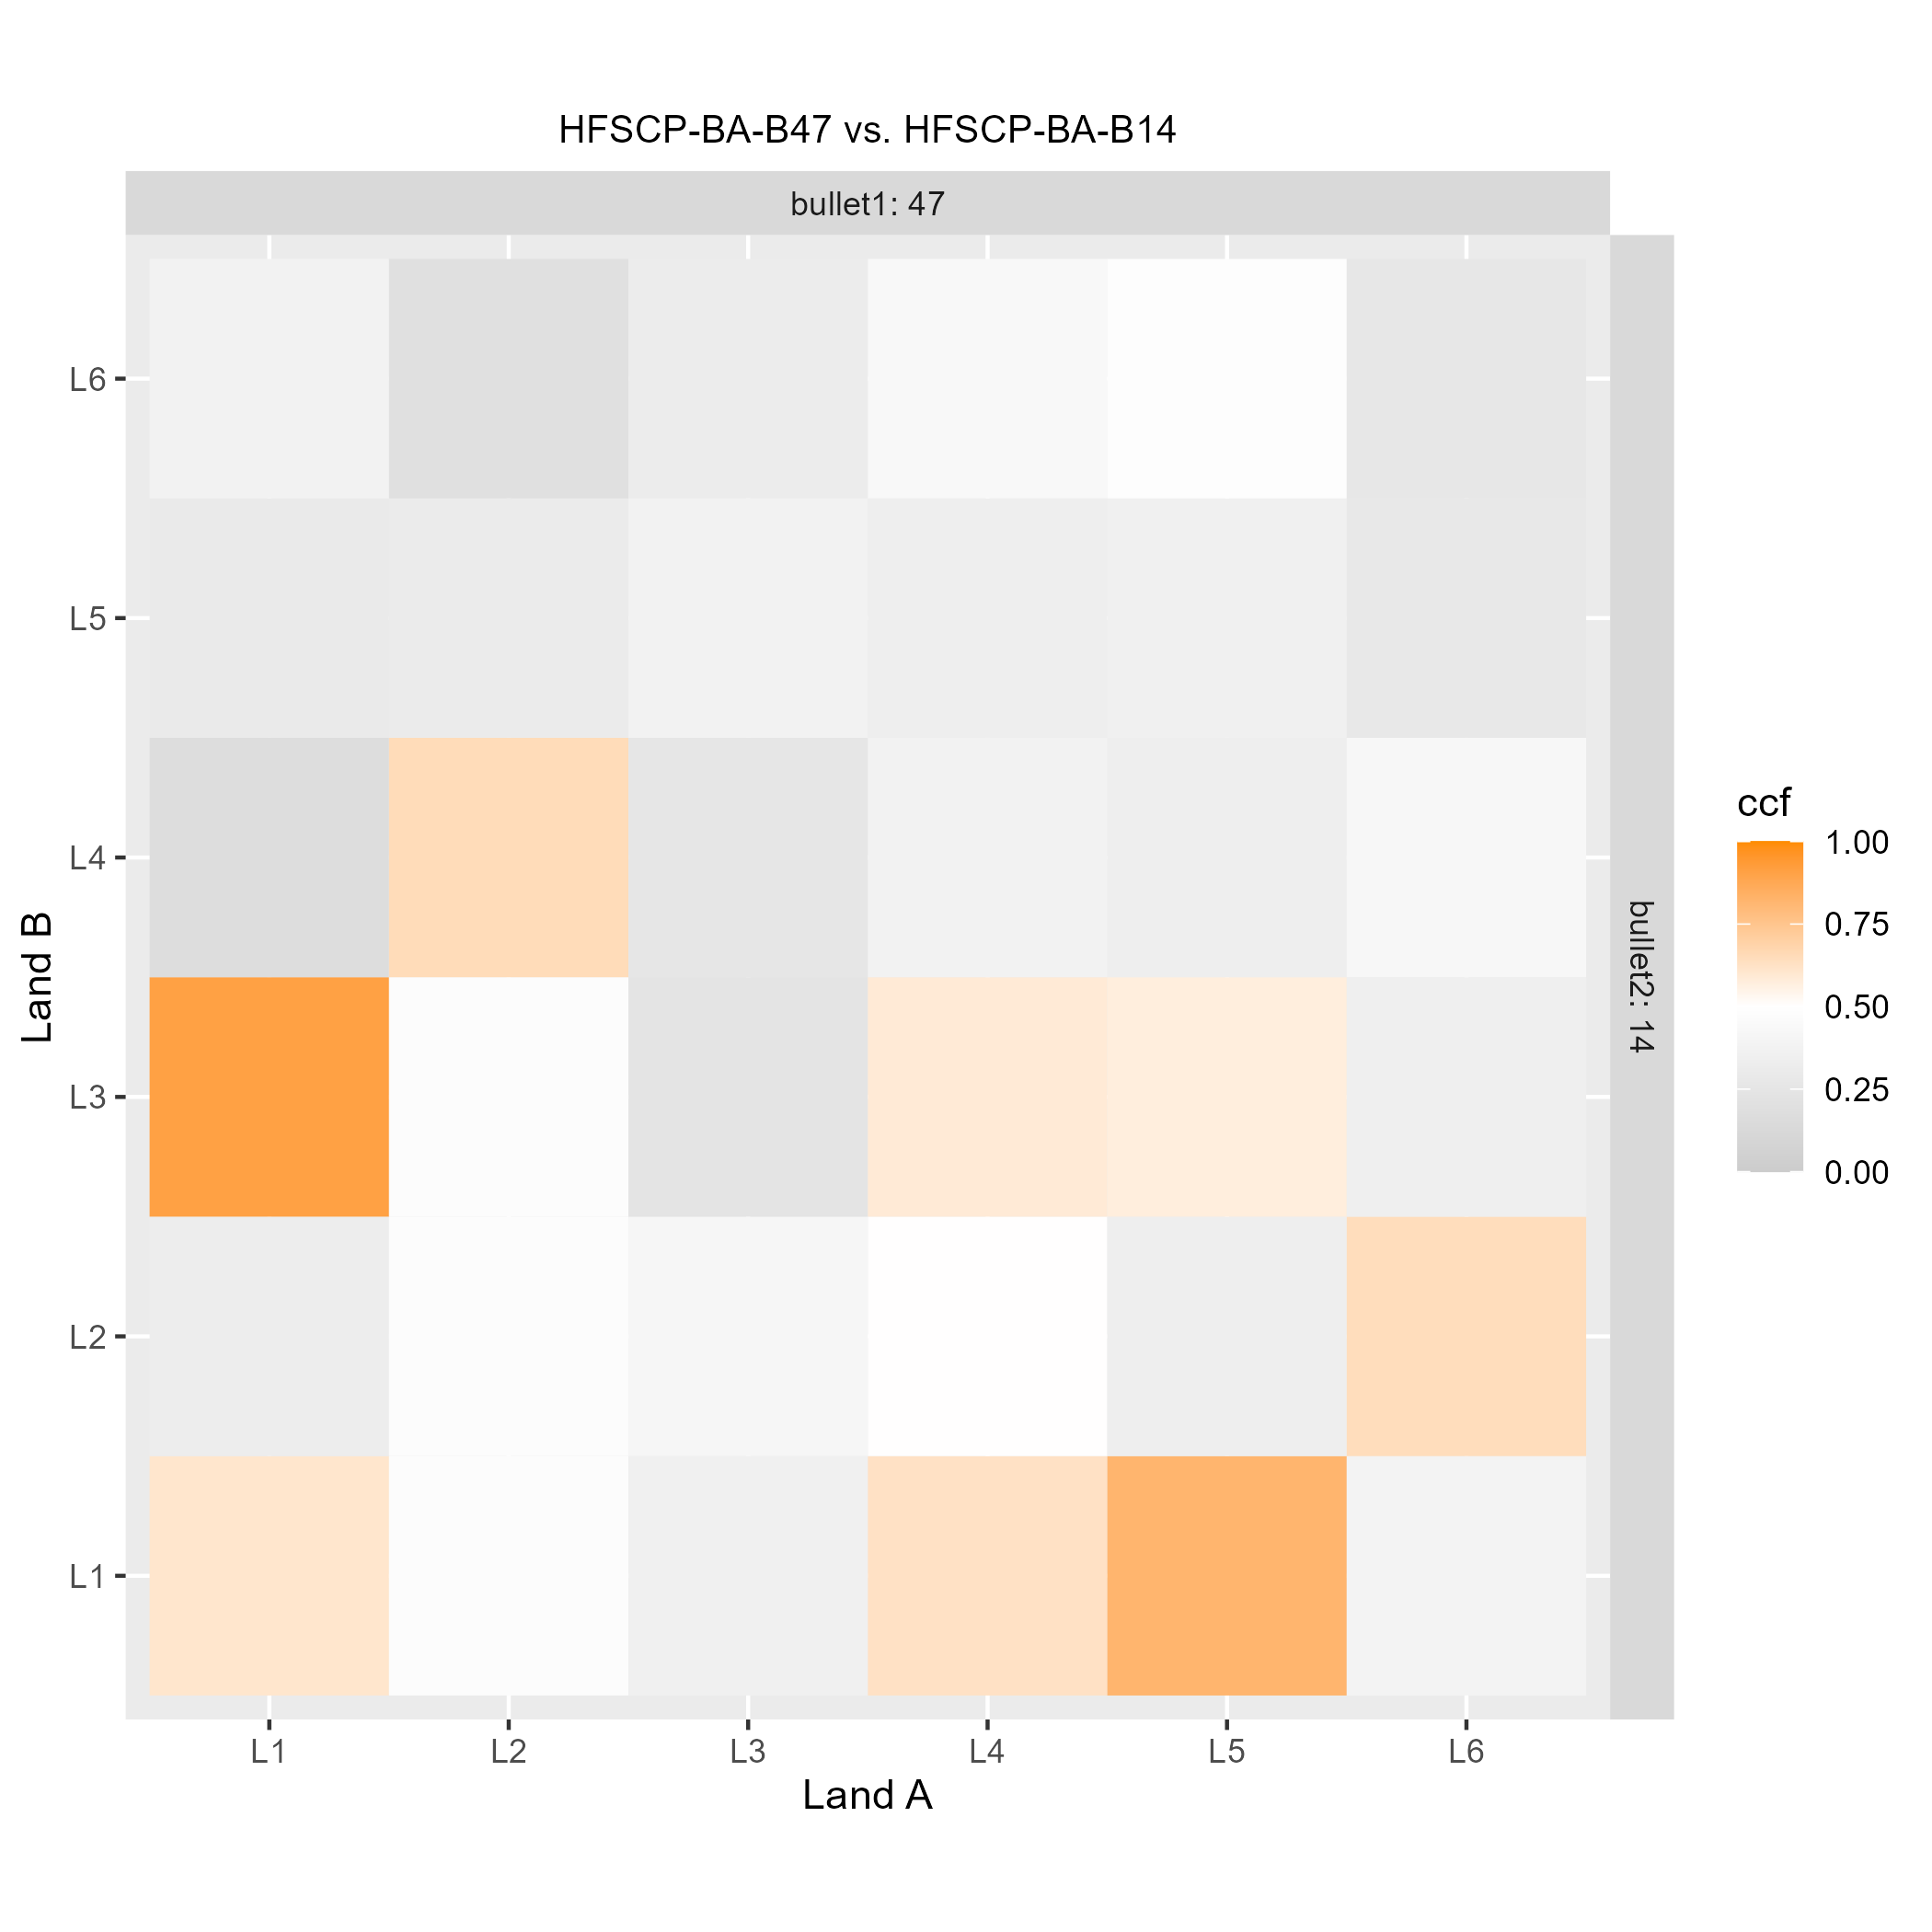 HFSCP-BA-B47 vs. HFSCP-BA-B14
bullet1: 47
L6
L5
L4
L3
L2
L1
Land B
bullet2: 14
ccf
1.00
0.75
0.50
0.25
0.00
L1 L2 L3 L4 L5 L6
Land A